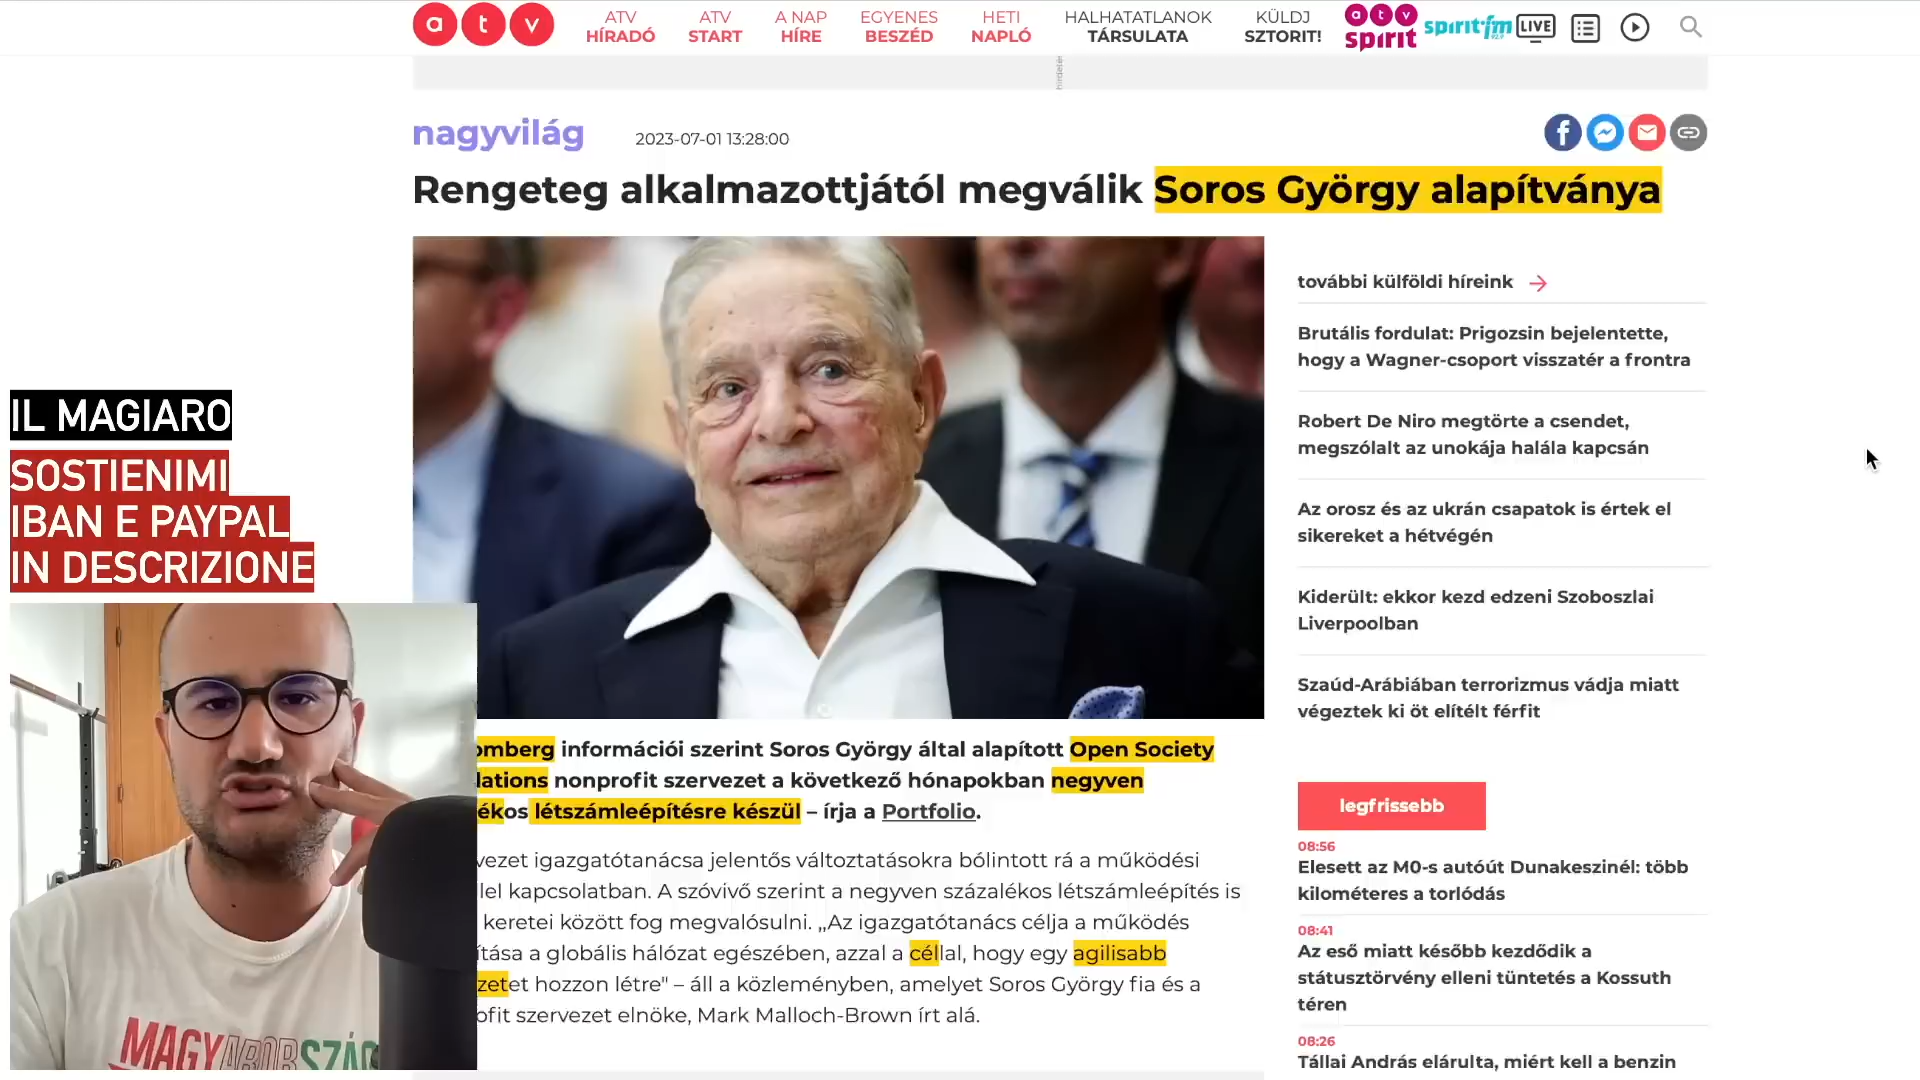 atv
ATV HÍRADÓ
ATV START
A NAP HÍRE
EGYENES BESZÉD
HETI NAPLÓ
HALHATATLANOK TÁRSULATA
KÜLDJ SZTORIT!
atv spirit
spirit·fm
LIVE
hirdetés
nagyvilág
2023-07-01 13:28:00
Rengeteg alkalmazottjától megválik Soros György alapítványa
további külföldi híreink
Brutális fordulat: Prigozsin bejelentette,
hogy a Wagner-csoport visszatér a frontra
Robert De Niro megtörte a csendet,
megszólalt az unokája halála kapcsán
Az orosz és az ukrán csapatok is értek el
sikereket a hétvégén
Kiderült: ekkor kezd edzeni Szoboszlai
Liverpoolban
Szaúd-Arábiában terrorizmus vádja miatt
végeztek ki öt elítélt férfit
legfrissebb
08:56
Elesett az M0-s autóút Dunakeszinél: több
kilométeres a torlódás
08:41
Az eső miatt később kezdődik a
státusztörvény elleni tüntetés a Kossuth
téren
08:26
Tállai András elárulta, miért kell a benzin
IL MAGIARO
SOSTIENIMI
IBAN E PAYPAL
IN DESCRIZIONE
omberg információi szerint Soros György által alapított Open Society
dations nonprofit szervezet a következő hónapokban negyven
ékos létszámleépítésre készül – írja a Portfolio.
vezet igazgatótanácsa jelentős változtatásokra bólintott rá a működési
llel kapcsolatban. A szóvivő szerint a negyven százalékos létszámleépítés is
keretei között fog megvalósulni. „Az igazgatótanács célja a működés
ítása a globális hálózat egészében, azzal a céllal, hogy egy agilisabb
zetet hozzon létre" – áll a közleményben, amelyet Soros György fia és a
ofit szervezet elnöke, Mark Malloch-Brown írt alá.
MAGYARORSZÁG